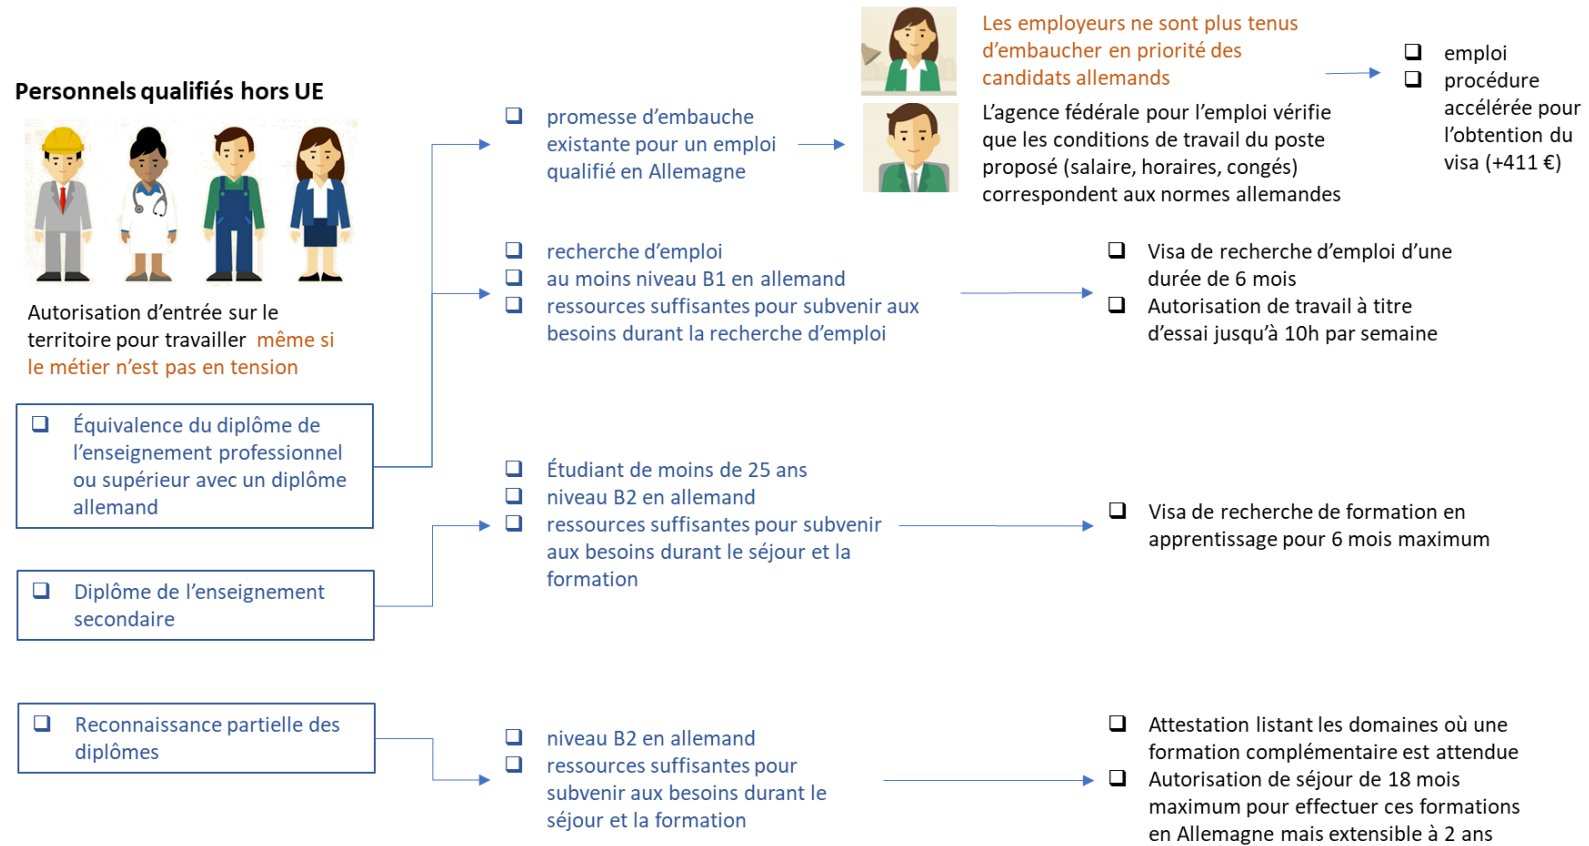 Personnels qualifiés hors UE
Autorisation d’entrée sur le
territoire pour travailler même si
le métier n’est pas en tension
Équivalence du diplôme de
l’enseignement professionnel
ou supérieur avec un diplôme
allemand
Diplôme de l’enseignement
secondaire
Reconnaissance partielle des
diplômes
promesse d’embauche
existante pour un emploi
qualifié en Allemagne
Les employeurs ne sont plus tenus
d’embaucher en priorité des
candidats allemands
L’agence fédérale pour l’emploi vérifie
que les conditions de travail du poste
proposé (salaire, horaires, congés)
correspondent aux normes allemandes
emploi
procédure
accélérée pour
l’obtention du
visa (+411 €)
recherche d’emploi
au moins niveau B1 en allemand
ressources suffisantes pour subvenir aux
besoins durant la recherche d’emploi
Visa de recherche d’emploi d’une
durée de 6 mois
Autorisation de travail à titre
d’essai jusqu’à 10h par semaine
Étudiant de moins de 25 ans
niveau B2 en allemand
ressources suffisantes pour subvenir
aux besoins durant le séjour et la
formation
Visa de recherche de formation en
apprentissage pour 6 mois maximum
niveau B2 en allemand
ressources suffisantes pour
subvenir aux besoins durant le
séjour et la formation
Attestation listant les domaines où une
formation complémentaire est attendue
Autorisation de séjour de 18 mois
maximum pour effectuer ces formations
en Allemagne mais extensible à 2 ans